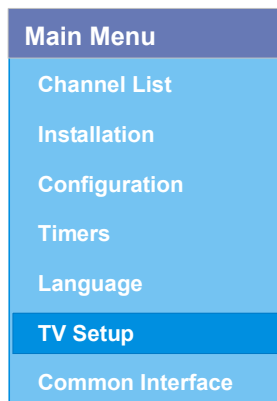 Main Menu
Channel List
Installation
Configuration
Timers
Language
TV Setup
Common Interface